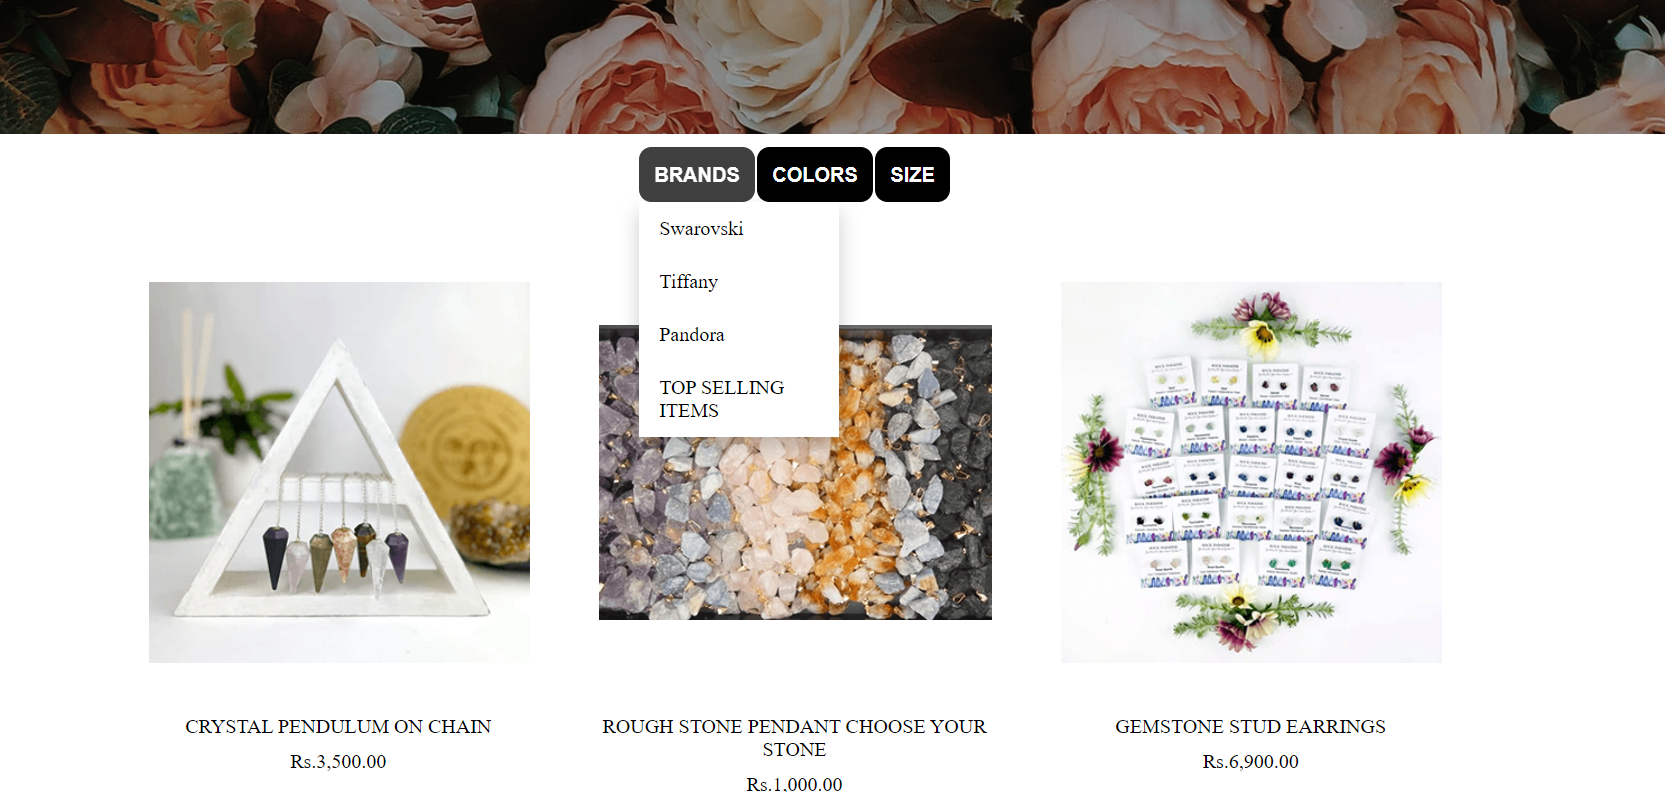 BRANDS COLORS SIZE
Swarovski
Tiffany
Pandora
TOP SELLING
ITEMS
CRYSTAL PENDULUM ON CHAIN
Rs.3,500.00
ROUGH STONE PENDANT CHOOSE YOUR
STONE
Rs.1,000.00
GEMSTONE STUD EARRINGS
Rs.6,900.00